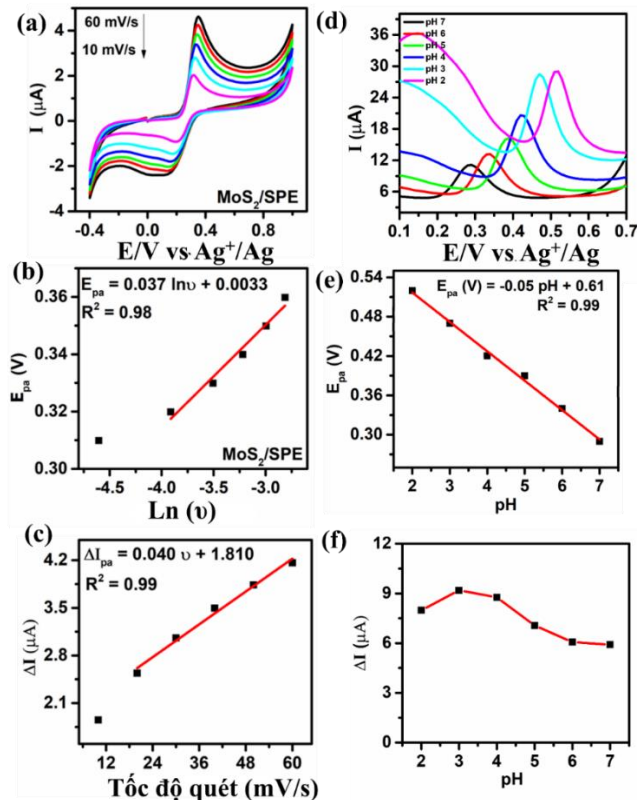 (a)
60 mV/s
10 mV/s
I (μA)
4
2
0
-2
-4
-0.4 0.0 0.4 0.8
MoS₂/SPE
E/V vs Ag⁺/Ag
(d)
pH 7
pH 6
pH 5
pH 4
pH 3
pH 2
I (μA)
36
30
24
18
12
6
0.1 0.2 0.3 0.4 0.5 0.6 0.7
E/V vs Ag⁺/Ag
(b)
Eₚₐ = 0.037 lnυ + 0.0033
R² = 0.98
Eₚₐ (V)
0.36
0.34
0.32
0.30
MoS₂/SPE
-4.5 -4.0 -3.5 -3.0
Ln (υ)
(e)
Eₚₐ (V) = -0.05 pH + 0.61
R² = 0.99
Eₚₐ (V)
0.54
0.48
0.42
0.36
0.30
2 3 4 5 6 7
pH
(c)
ΔIₚₐ = 0.040 υ + 1.810
R² = 0.99
ΔI (μA)
4.2
3.5
2.8
2.1
12 24 36 48 60
Tốc độ quét (mV/s)
(f)
ΔI (μA)
12
9
6
3
0
2 3 4 5 6 7
pH